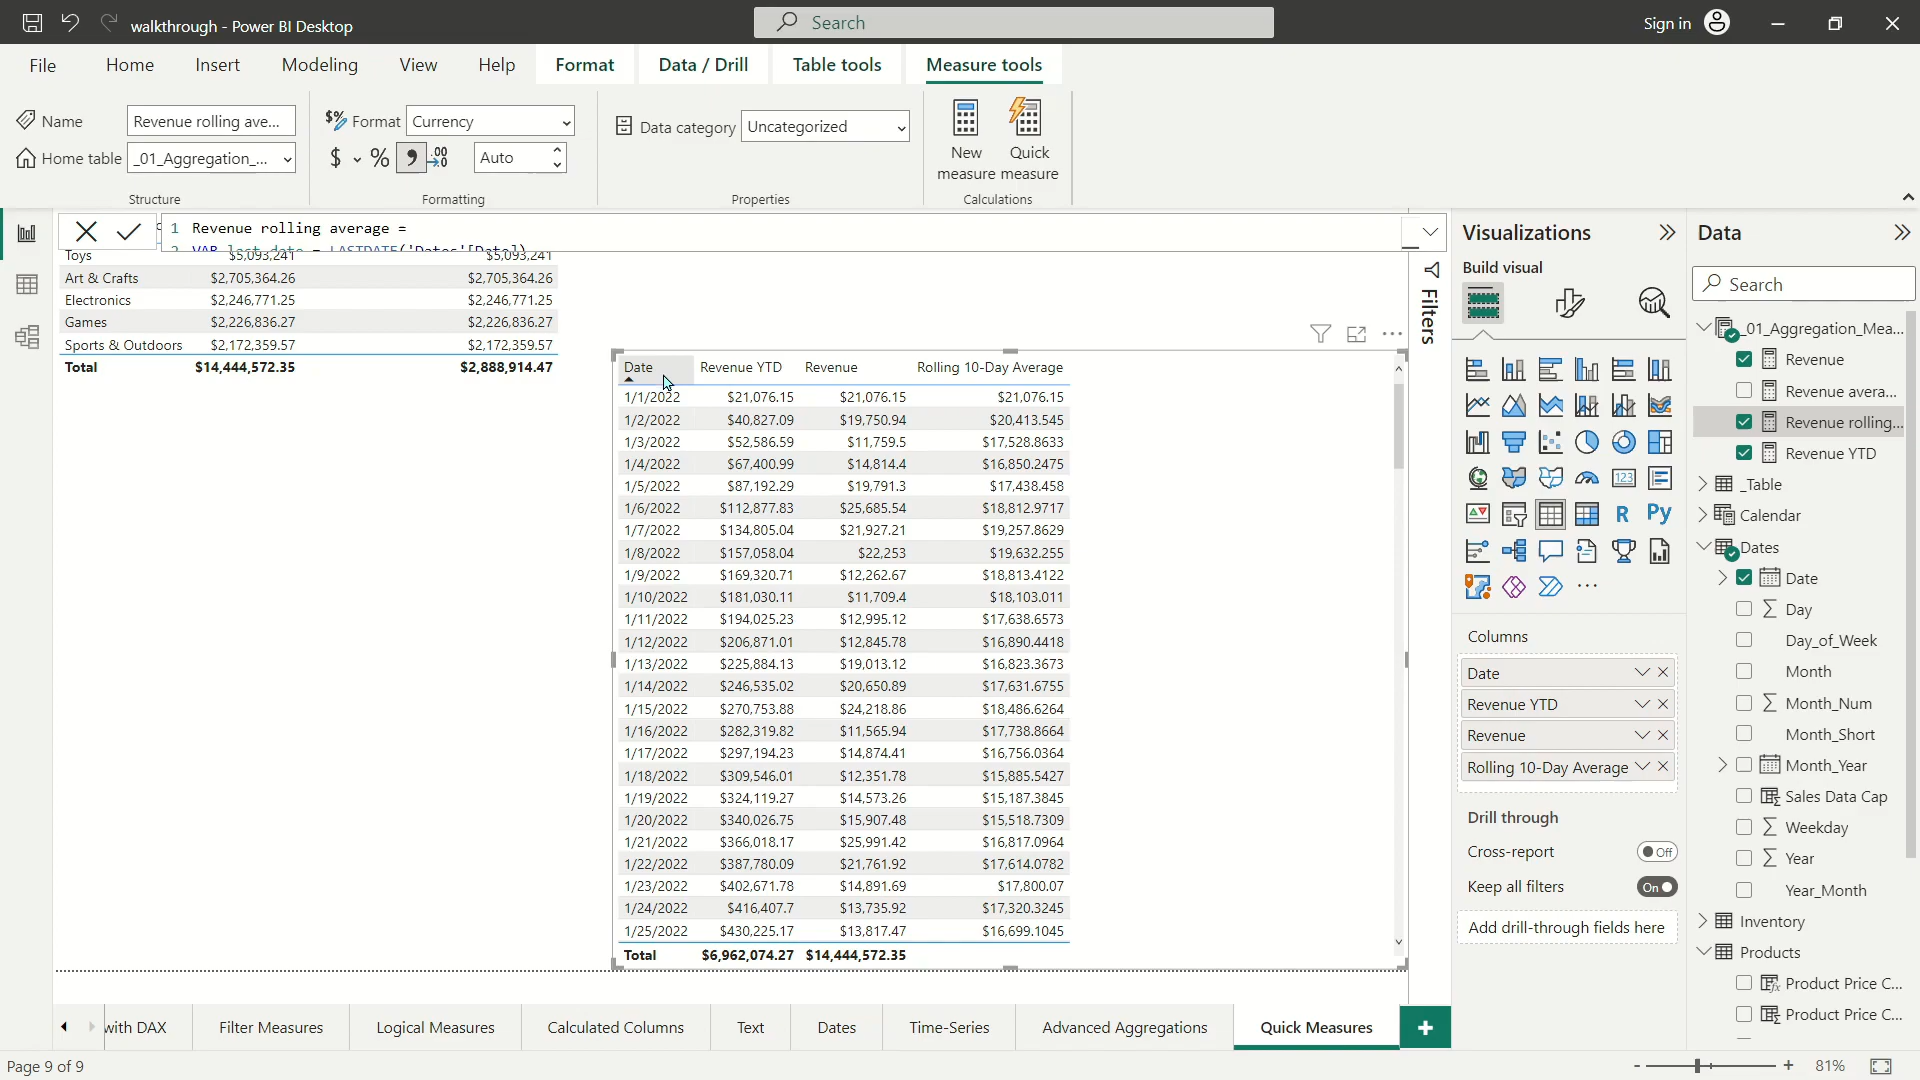 walkthrough - Power BI Desktop
Search
Sign in
File
Home
Insert
Modeling
View
Help
Format
Data / Drill
Table tools
Measure tools
Name
Revenue rolling ave...
Home table
_01_Aggregation_...
Structure
$% Format
Currency
$ % , .00 →0
Auto
Formatting
Data category
Uncategorized
Properties
New measure
Quick measure
Calculations
1 Revenue rolling average =
2 VAR last_date = LASTDATE('Dates'[Date])
Toys $5,093,241 $5,093,241
Art & Crafts $2,705,364.26 $2,705,364.26
Electronics $2,246,771.25 $2,246,771.25
Games $2,226,836.27 $2,226,836.27
Sports & Outdoors $2,172,359.57 $2,172,359.57
Total $14,444,572.35 $2,888,914.47
Date Revenue YTD Revenue Rolling 10-Day Average
1/1/2022 $21,076.15 $21,076.15 $21,076.15
1/2/2022 $40,827.09 $19,750.94 $20,413.545
1/3/2022 $52,586.59 $11,759.5 $17,528.8633
1/4/2022 $67,400.99 $14,814.4 $16,850.2475
1/5/2022 $87,192.29 $19,791.3 $17,438.458
1/6/2022 $112,877.83 $25,685.54 $18,812.9717
1/7/2022 $134,805.04 $21,927.21 $19,257.8629
1/8/2022 $157,058.04 $22,253 $19,632.255
1/9/2022 $169,320.71 $12,262.67 $18,813.4122
1/10/2022 $181,030.11 $11,709.4 $18,103.011
1/11/2022 $194,025.23 $12,995.12 $17,638.6573
1/12/2022 $206,871.01 $12,845.78 $16,890.4418
1/13/2022 $225,884.13 $19,013.12 $16,823.3673
1/14/2022 $246,535.02 $20,650.89 $17,631.6755
1/15/2022 $270,753.88 $24,218.86 $18,486.6264
1/16/2022 $282,319.82 $11,565.94 $17,738.8664
1/17/2022 $297,194.23 $14,874.41 $16,756.0364
1/18/2022 $309,546.01 $12,351.78 $15,885.5427
1/19/2022 $324,119.27 $14,573.26 $15,187.3845
1/20/2022 $340,026.75 $15,907.48 $15,518.7309
1/21/2022 $366,018.17 $25,991.42 $16,817.0964
1/22/2022 $387,780.09 $21,761.92 $17,614.0782
1/23/2022 $402,671.78 $14,891.69 $17,800.07
1/24/2022 $416,407.7 $13,735.92 $17,320.3245
1/25/2022 $430,225.17 $13,817.47 $16,699.1045
Total $6,962,074.27 $14,444,572.35
Filters
Visualizations
Build visual
123
R
Py
Columns
Date
Revenue YTD
Revenue
Rolling 10-Day Average
Drill through
Cross-report
Off
Keep all filters
On
Add drill-through fields here
Data
Search
_01_Aggregation_Mea...
Revenue
Revenue avera...
Revenue rolling...
Revenue YTD
_Table
Calendar
Dates
Date
Day
Day_of_Week
Month
Month_Num
Month_Short
Month_Year
Sales Data Cap
Weekday
Year
Year_Month
Inventory
Products
Product Price C...
Product Price C...
with DAX
Filter Measures
Logical Measures
Calculated Columns
Text
Dates
Time-Series
Advanced Aggregations
Quick Measures
+
Page 9 of 9
- + 81%